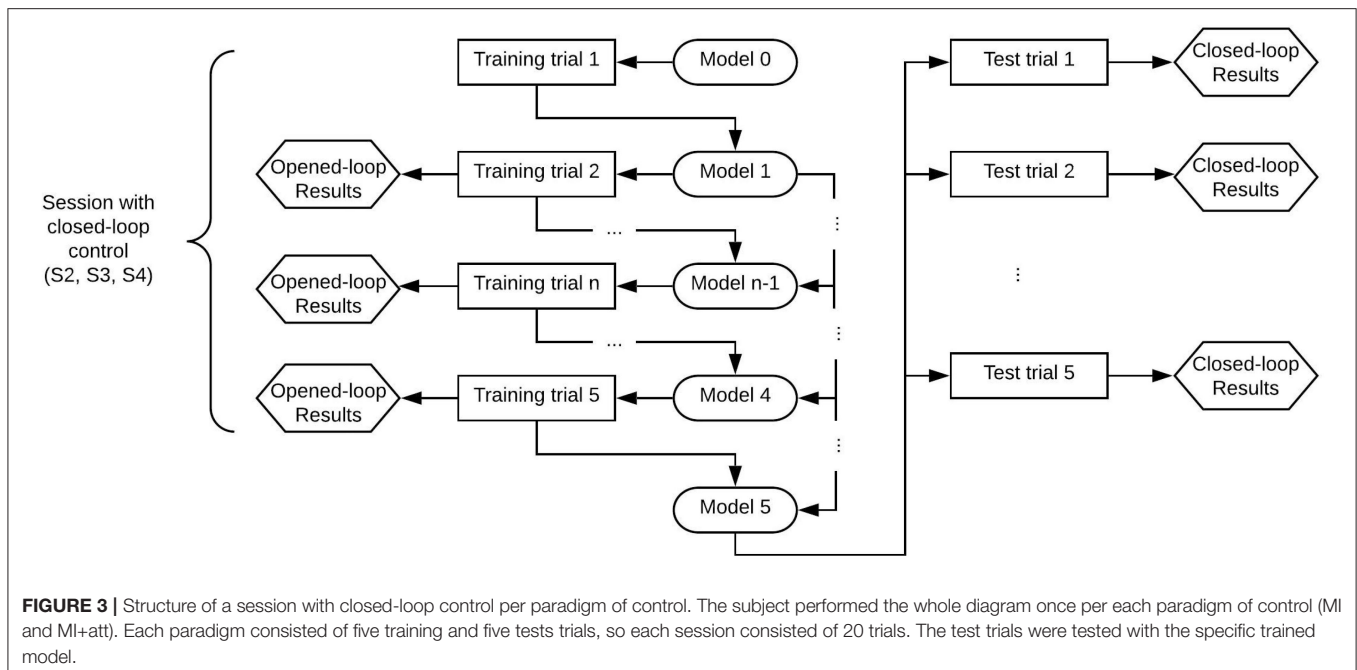 Training trial 1
Model 0
Test trial 1
Closed-loop
Results
Opened-loop
Results
Training trial 2
Model 1
Test trial 2
Closed-loop
Results
Session with
closed-loop
control
(S2, S3, S4)
...
...
Opened-loop
Results
Training trial n
Model n-1
...
...
...
Opened-loop
Results
Training trial 5
Model 4
Test trial 5
Closed-loop
Results
...
Model 5
FIGURE 3 | Structure of a session with closed-loop control per paradigm of control. The subject performed the whole diagram once per each paradigm of control (MI
and MI+att). Each paradigm consisted of five training and five tests trials, so each session consisted of 20 trials. The test trials were tested with the specific trained
model.